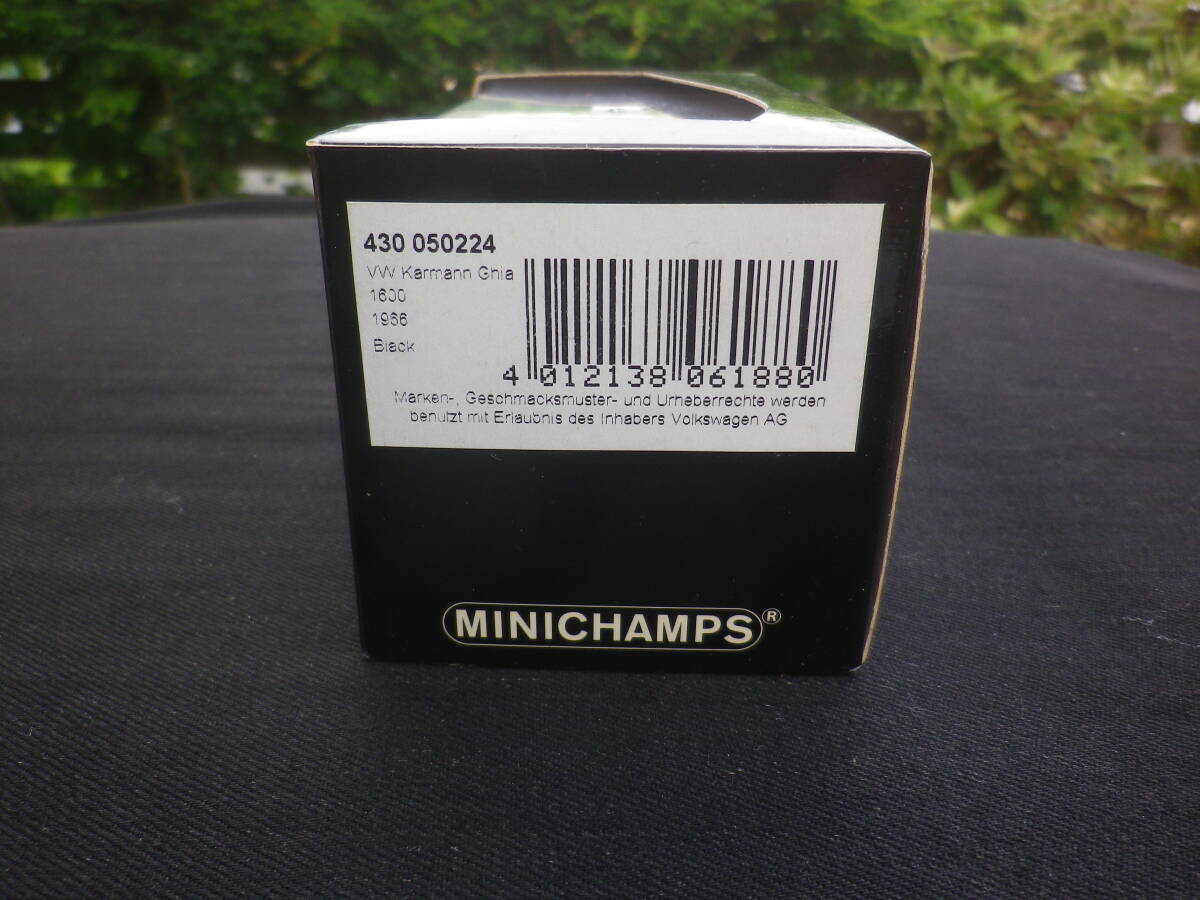 430 050224
VW Karmann Ghia
1600
1966
Black
4 012138 061880
Marken-, Geschmacksmuster- und Urheberrechte werden
benutzt mit Erlaubnis des Inhabers Volkswagen AG
MINICHAMPS®